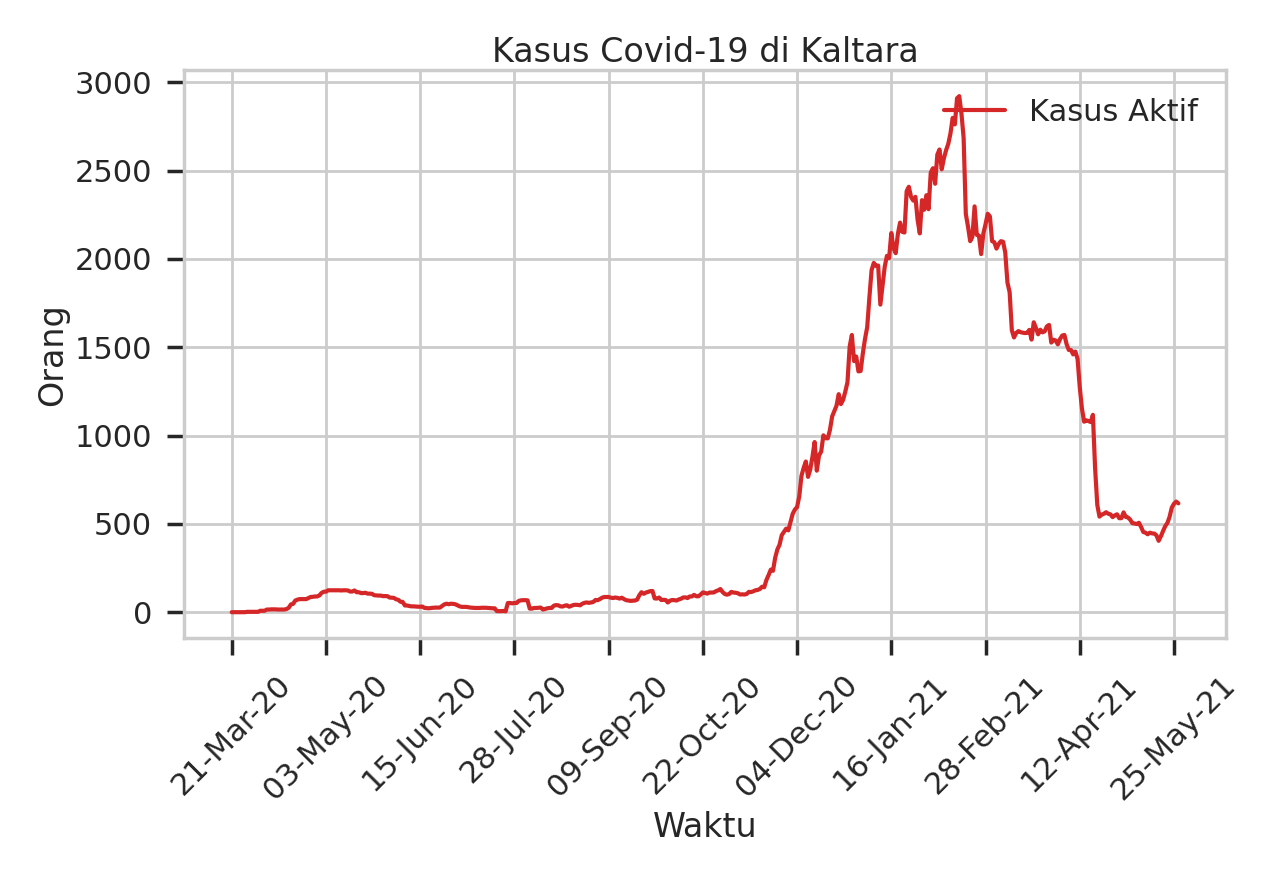 Kasus Covid-19 di Kaltara
3000
2500
2000
1500
1000
500
0
Orang
Kasus Aktif
21-Mar-20
03-May-20
15-Jun-20
28-Jul-20
09-Sep-20
22-Oct-20
04-Dec-20
16-Jan-21
28-Feb-21
12-Apr-21
25-May-21
Waktu